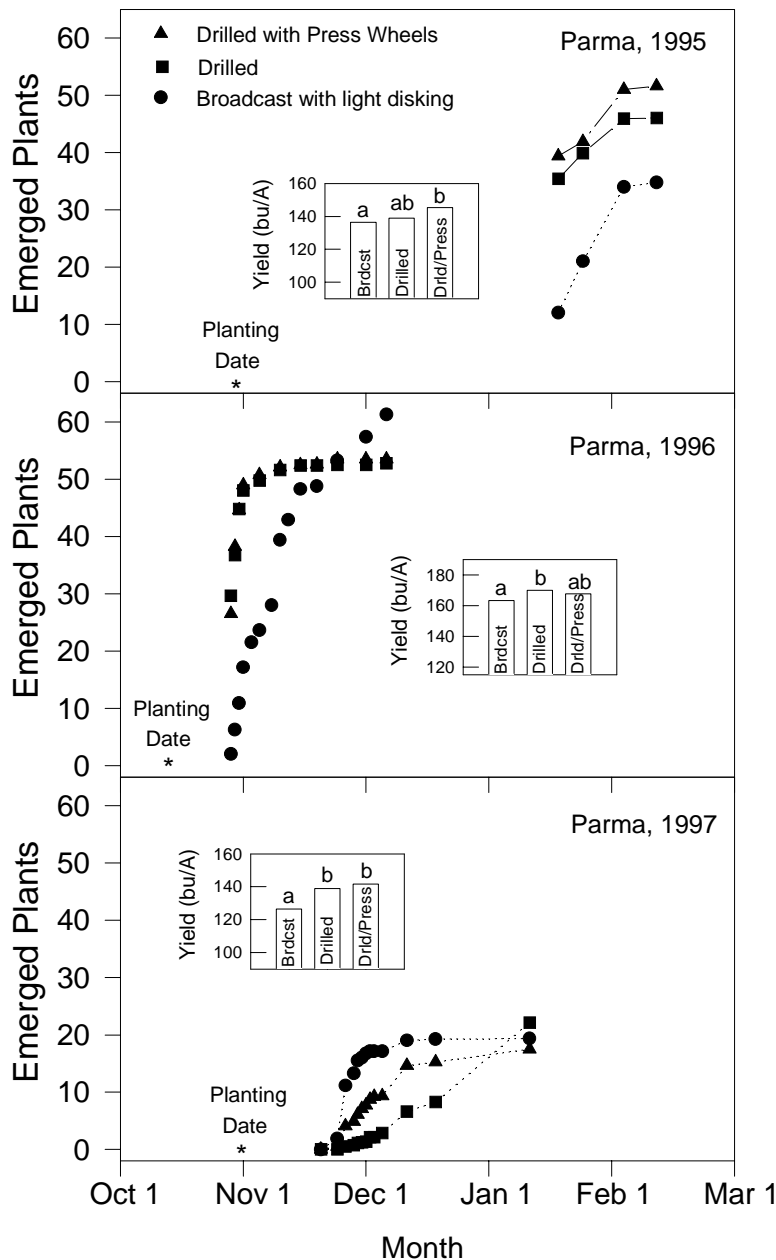 60
50
40
30
20
10
0
Emerged Plants
Drilled with Press Wheels
Drilled
Broadcast with light disking
Parma, 1995
160
140
120
100
Yield (bu/A)
a
ab
b
Brdcst
Drilled
Drld/Press
Planting
Date
*
60
50
40
30
20
10
0
Emerged Plants
Parma, 1996
180
160
140
120
Yield (bu/A)
a
b
ab
Brdcst
Drilled
Drld/Press
Planting
Date
*
60
50
40
30
20
10
0
Emerged Plants
Parma, 1997
160
140
120
100
Yield (bu/A)
a
b
b
Brdcst
Drilled
Drld/Press
Planting
Date
*
Oct 1
Nov 1
Dec 1
Jan 1
Feb 1
Mar 1
Month